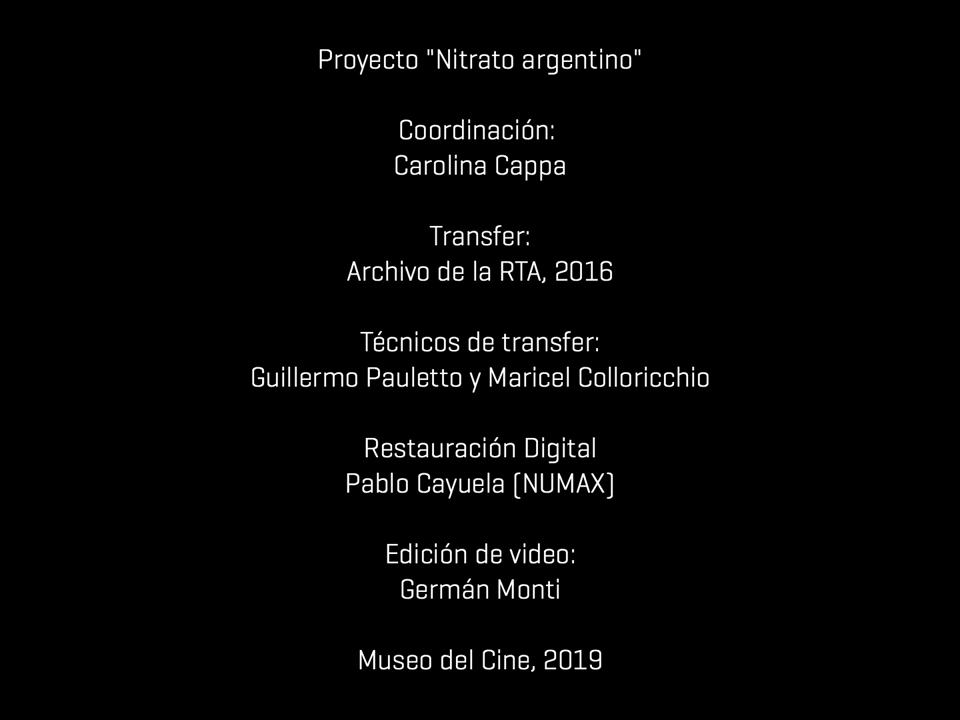 Proyecto "Nitrato argentino"
Coordinación:
Carolina Cappa
Transfer:
Archivo de la RTA, 2016
Técnicos de transfer:
Guillermo Pauletto y Maricel Colloricchio
Restauración Digital
Pablo Cayuela (NUMAX)
Edición de video:
Germán Monti
Museo del Cine, 2019